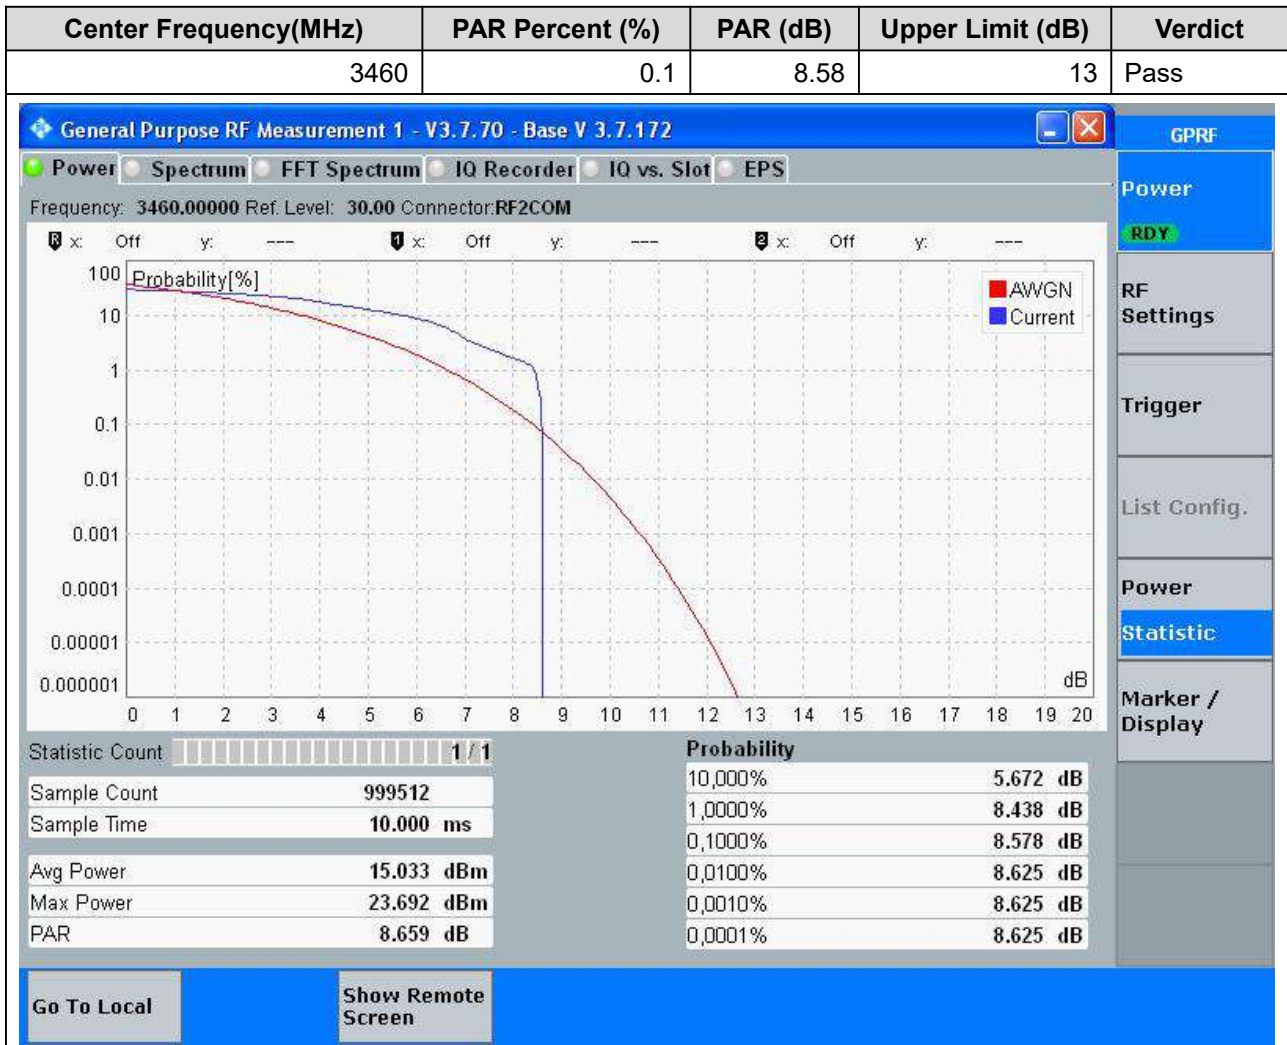 Center Frequency(MHz) PAR Percent (%) PAR (dB) Upper Limit (dB) Verdict
3460 0.1 8.58 13 Pass
General Purpose RF Measurement 1 - V3.7.70 - Base V 3.7.172
GPRF
Power Spectrum FFT Spectrum IQ Recorder IQ vs. Slot EPS
Frequency: 3460.00000 Ref. Level: 30.00 Connector:RF2COM
R x: Off y: --- 1 x: Off y: --- 2 x: Off y: ---
Power
RDY
RF
Settings
Trigger
List Config.
Power
Statistic
Marker /
Display
Probability[%]
AWGN
Current
100
10
1
0.1
0.01
0.001
0.0001
0.00001
0.000001
dB
0 1 2 3 4 5 6 7 8 9 10 11 12 13 14 15 16 17 18 19 20
Statistic Count 1 / 1
Sample Count 999512
Sample Time 10.000 ms
Avg Power 15.033 dBm
Max Power 23.692 dBm
PAR 8.659 dB
Probability
10,000% 5.672 dB
1,0000% 8.438 dB
0,1000% 8.578 dB
0,0100% 8.625 dB
0,0010% 8.625 dB
0,0001% 8.625 dB
Go To Local
Show Remote
Screen